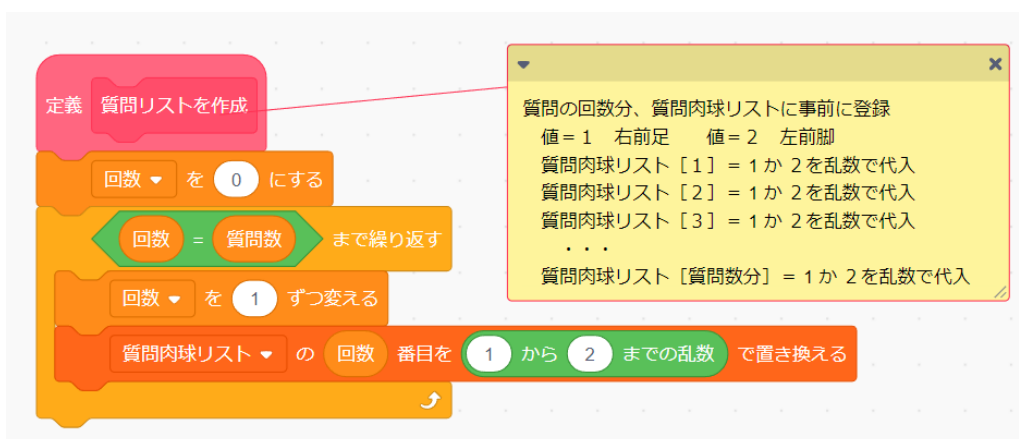 定義 質問リストを作成
回数 を 0 にする
回数 = 質問数 まで繰り返す
回数 を 1 ずつ変える
質問肉球リスト の 回数 番目を 1 から 2 までの乱数 で置き換える
質問の回数分、質問肉球リストに事前に登録
値＝１　右前足　　値＝２　左前脚
質問肉球リスト［１］＝１か２を乱数で代入
質問肉球リスト［２］＝１か２を乱数で代入
質問肉球リスト［３］＝１か２を乱数で代入
・・・
質問肉球リスト［質問数分］＝１か２を乱数で代入